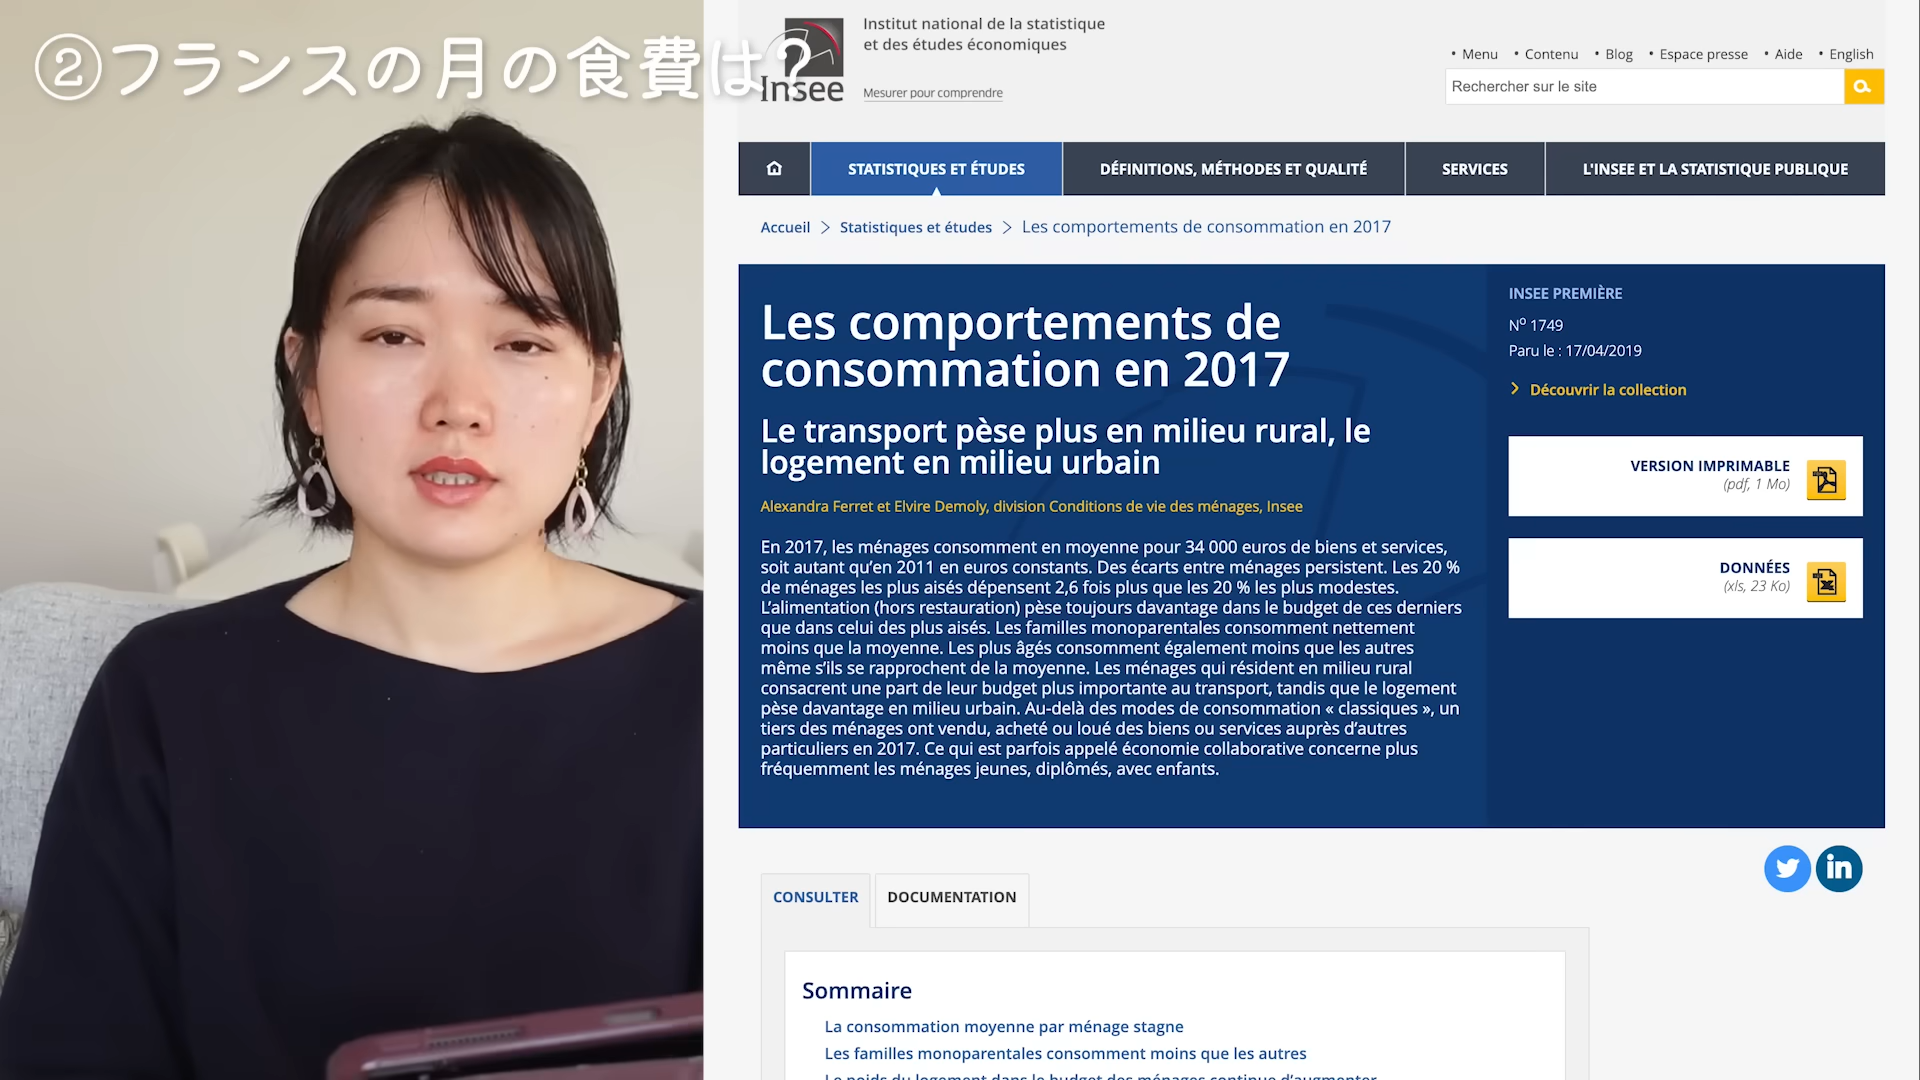 ②フランスの月の食費は?
Insee
Institut national de la statistique
et des études économiques
Mesurer pour comprendre
• Menu • Contenu • Blog • Espace presse • Aide • English
Rechercher sur le site
STATISTIQUES ET ÉTUDES
DÉFINITIONS, MÉTHODES ET QUALITÉ
SERVICES
L'INSEE ET LA STATISTIQUE PUBLIQUE
Accueil > Statistiques et études > Les comportements de consommation en 2017
Les comportements de
consommation en 2017
Le transport pèse plus en milieu rural, le
logement en milieu urbain
Alexandra Ferret et Elvire Demoly, division Conditions de vie des ménages, Insee
En 2017, les ménages consomment en moyenne pour 34 000 euros de biens et services,
soit autant qu’en 2011 en euros constants. Des écarts entre ménages persistent. Les 20 %
de ménages les plus aisés dépensent 2,6 fois plus que les 20 % les plus modestes.
L’alimentation (hors restauration) pèse toujours davantage dans le budget de ces derniers
que dans celui des plus aisés. Les familles monoparentales consomment nettement
moins que la moyenne. Les plus âgés consomment également moins que les autres
même s’ils se rapprochent de la moyenne. Les ménages qui résident en milieu rural
consacrent une part de leur budget plus importante au transport, tandis que le logement
pèse davantage en milieu urbain. Au-delà des modes de consommation « classiques », un
tiers des ménages ont vendu, acheté ou loué des biens ou services auprès d’autres
particuliers en 2017. Ce qui est parfois appelé économie collaborative concerne plus
fréquemment les ménages jeunes, diplômés, avec enfants.
INSEE PREMIÈRE
Nº 1749
Paru le : 17/04/2019
> Découvrir la collection
VERSION IMPRIMABLE
(pdf, 1 Mo)
DONNÉES
(xls, 23 Ko)
in
CONSULTER
DOCUMENTATION
Sommaire
La consommation moyenne par ménage stagne
Les familles monoparentales consomment moins que les autres
Le poids du logement dans le budget des ménages continue d’augmenter